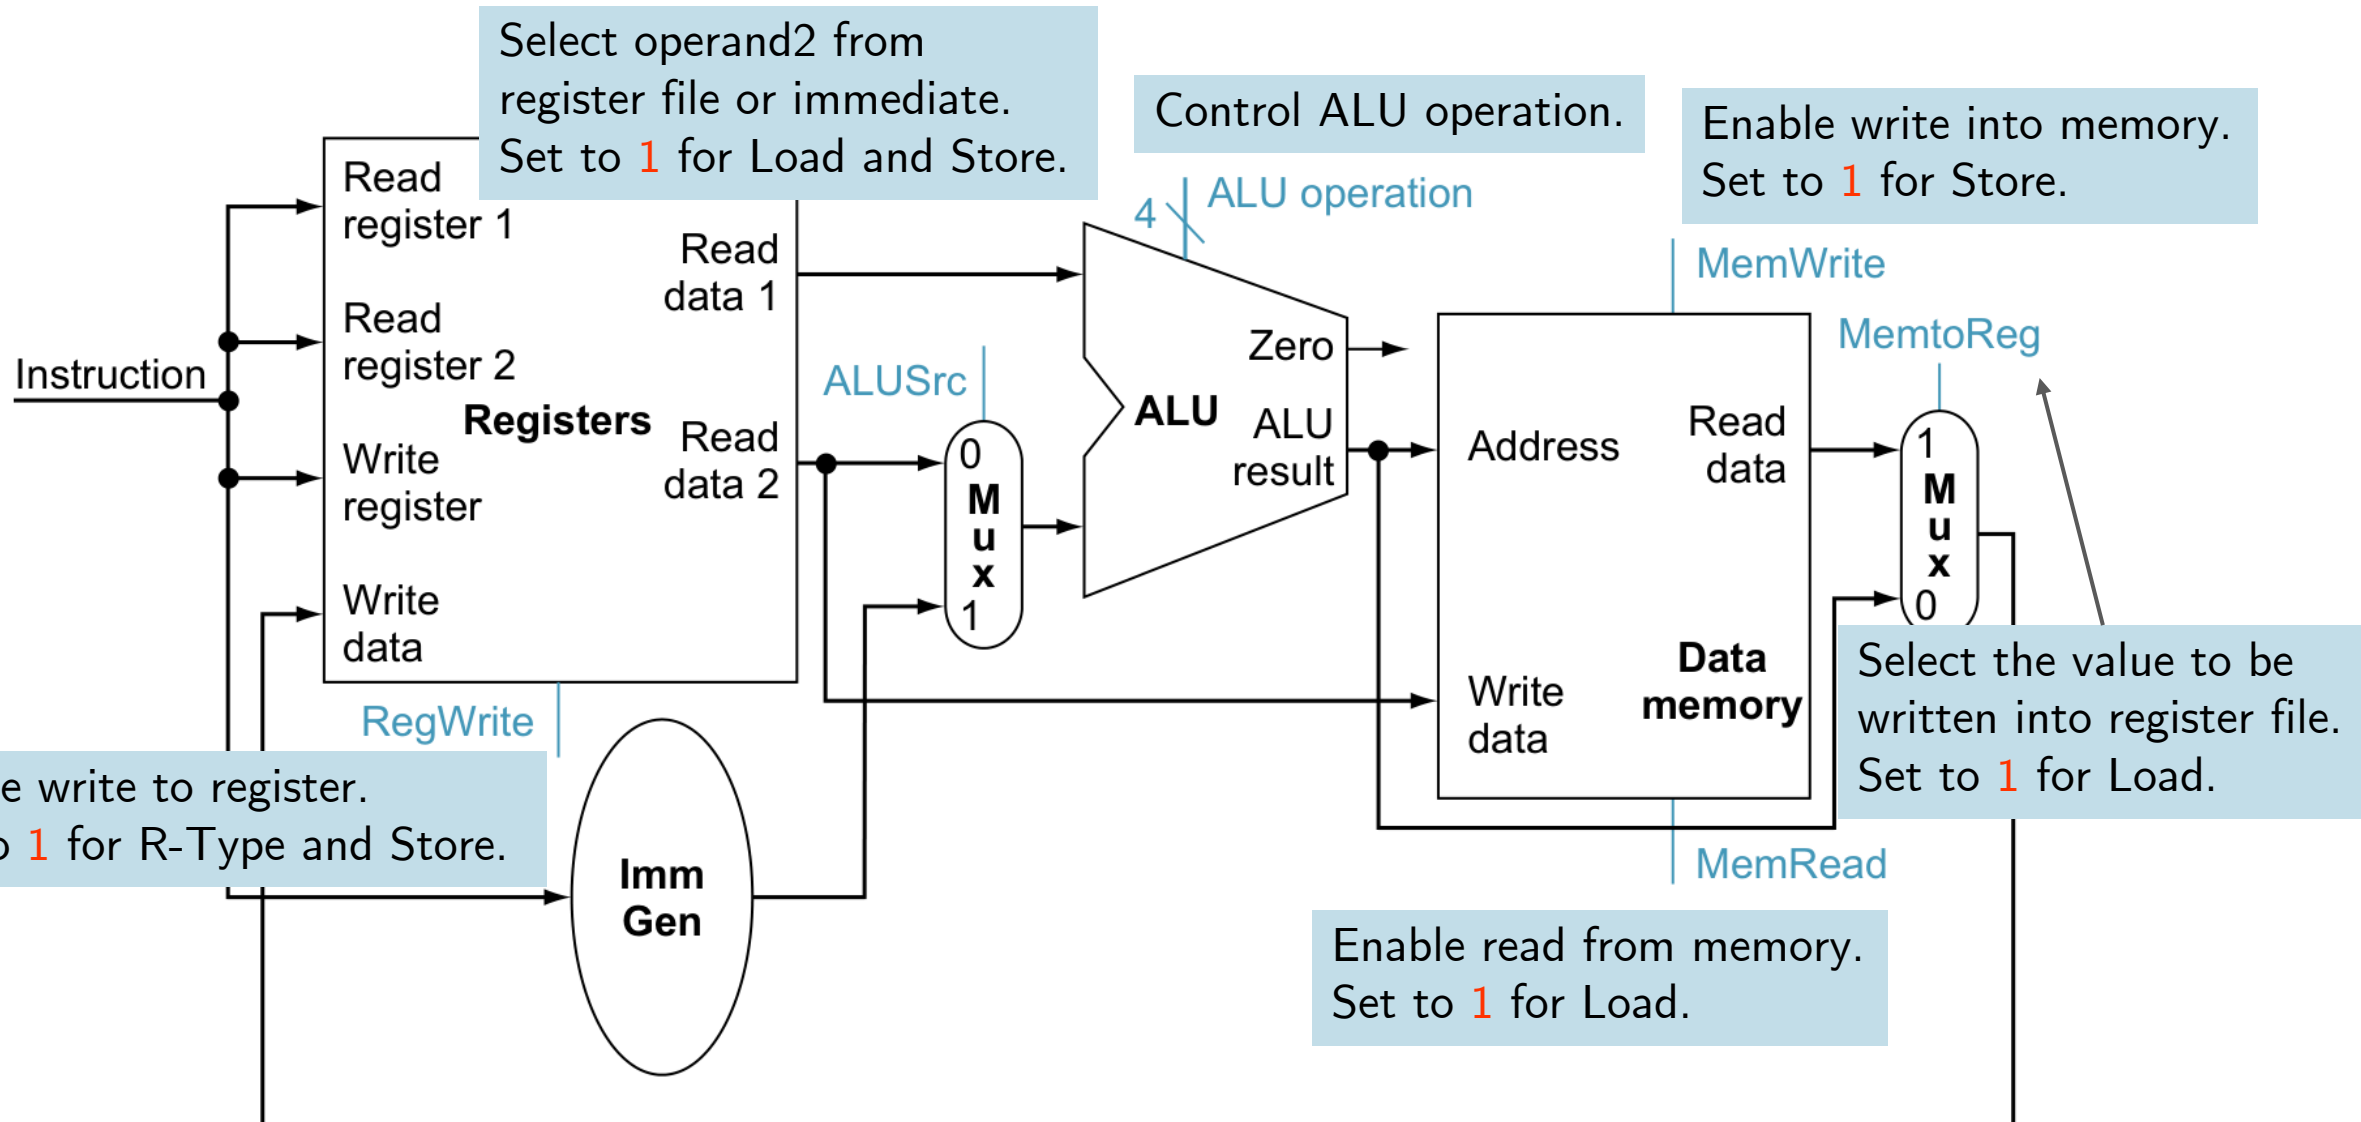 Select operand2 from
register file or immediate.
Set to 1 for Load and Store.
Control ALU operation.
Enable write into memory.
Set to 1 for Store.
4
ALU operation
MemWrite
MemtoReg
Instruction
Read
register 1
Read
register 2
Write
register
Write
data
Registers
Read
data 1
Read
data 2
RegWrite
ALUSrc
0
M
u
x
1
ALU
Zero
ALU
result
Address
Read
data
Write
data
Data
memory
1
M
u
x
0
Select the value to be
written into register file.
Set to 1 for Load.
e write to register.
o 1 for R-Type and Store.
Imm
Gen
MemRead
Enable read from memory.
Set to 1 for Load.